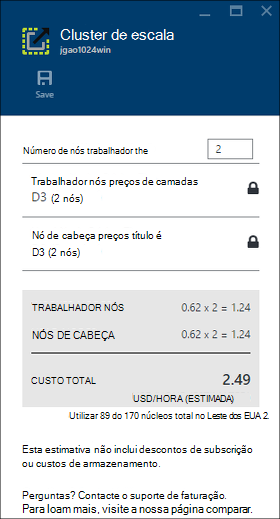 Cluster de escala
jgao1024win
Save
Número de nós trabalhador the 2
Trabalhador nós preços de camadas
D3 (2 nós)
Nó de cabeça preços título é
D3 (2 nós)
TRABALHADOR NÓS 0.62 x 2 = 1.24
NÓS DE CABEÇA 0.62 x 2 = 1.24
CUSTO TOTAL 2.49
USD/HORA (ESTIMADA)
Utilizar 89 do 170 núcleos total no Leste dos EUA 2.
Esta estimativa não inclui descontos de subscrição
ou custos de armazenamento.
Perguntas? Contacte o suporte de faturação.
Para loam mais, visite a nossa página comparar.